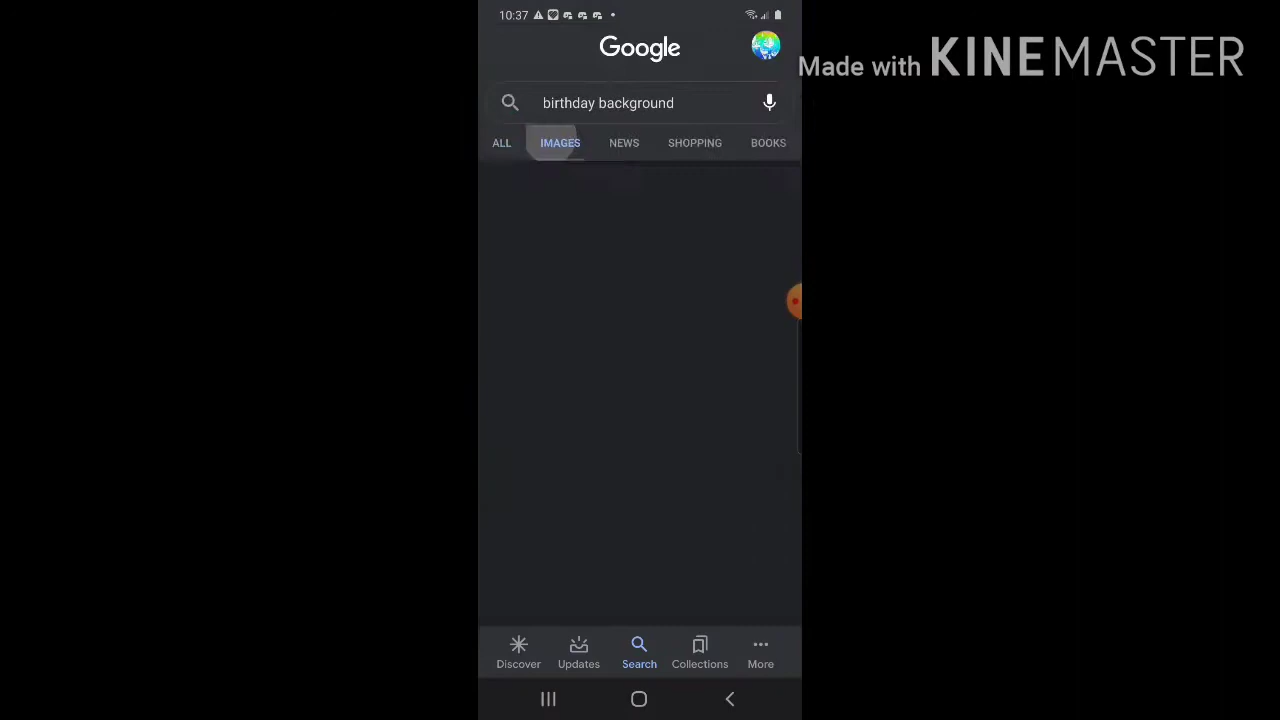 10:37
Google
Made with KINEMASTER
birthday background
ALL IMAGES NEWS SHOPPING BOOKS
Discover Updates Search Collections More